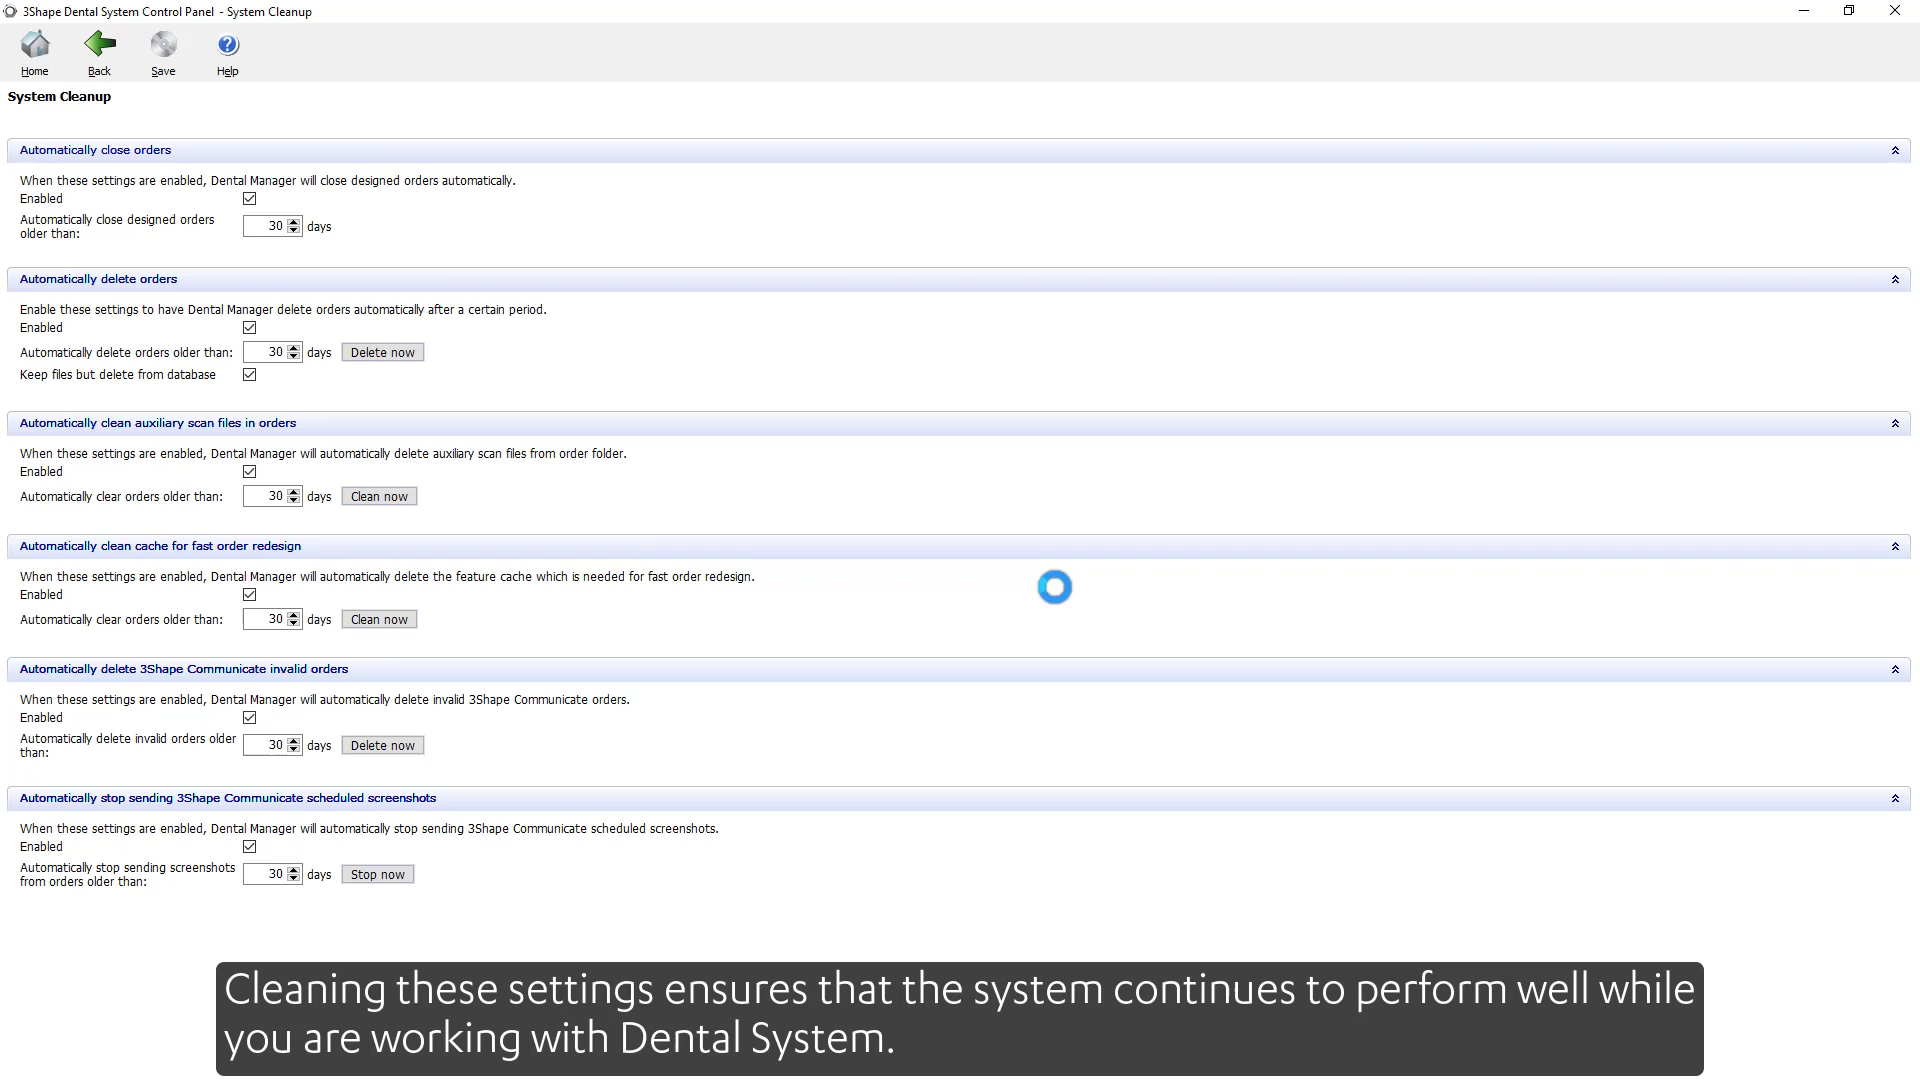 3Shape Dental System Control Panel - System Cleanup
Home Back Save Help
System Cleanup
Automatically close orders
When these settings are enabled, Dental Manager will close designed orders automatically.
Enabled
Automatically close designed orders
older than:
30 days
Automatically delete orders
Enable these settings to have Dental Manager delete orders automatically after a certain period.
Enabled
Automatically delete orders older than: 30 days Delete now
Keep files but delete from database
Automatically clean auxiliary scan files in orders
When these settings are enabled, Dental Manager will automatically delete auxiliary scan files from order folder.
Enabled
Automatically clear orders older than: 30 days Clean now
Automatically clean cache for fast order redesign
When these settings are enabled, Dental Manager will automatically delete the feature cache which is needed for fast order redesign.
Enabled
Automatically clear orders older than: 30 days Clean now
Automatically delete 3Shape Communicate invalid orders
When these settings are enabled, Dental Manager will automatically delete invalid 3Shape Communicate orders.
Enabled
Automatically delete invalid orders older
than:
30 days Delete now
Automatically stop sending 3Shape Communicate scheduled screenshots
When these settings are enabled, Dental Manager will automatically stop sending 3Shape Communicate scheduled screenshots.
Enabled
Automatically stop sending screenshots
from orders older than:
30 days Stop now
Cleaning these settings ensures that the system continues to perform well while
you are working with Dental System.